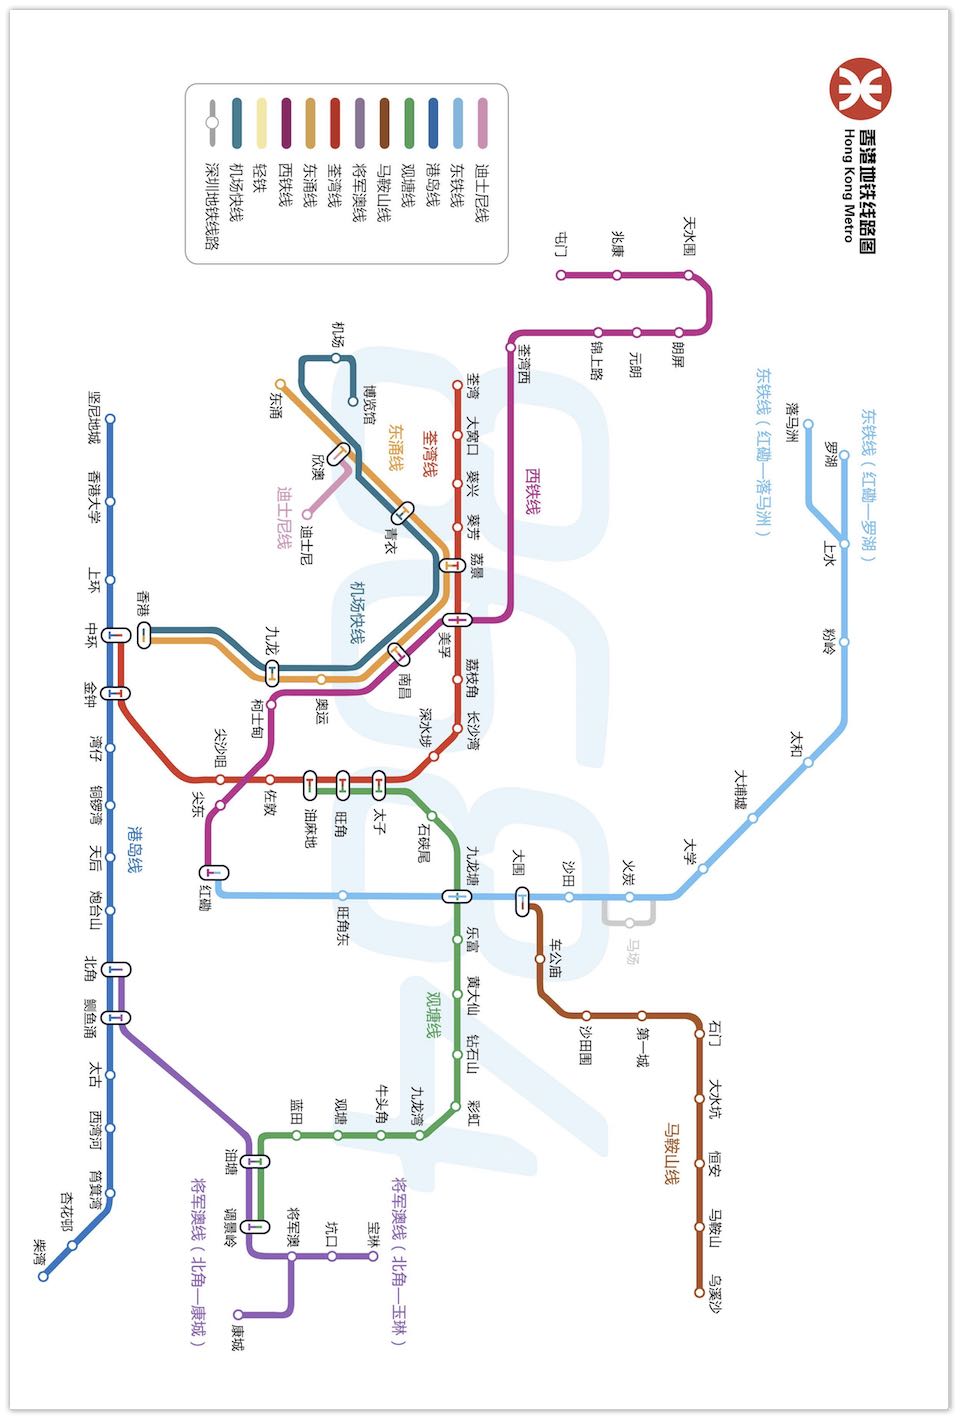 香港地铁线路图
Hong Kong Metro
迪士尼线
东铁线
港岛线
观塘线
马鞍山线
将军澳线
荃湾线
东涌线
西铁线
轻铁
机场快线
深圳地铁线路
东铁线（红磡—罗湖）
东铁线（红磡—落马洲）
罗湖
落马洲
上水
粉岭
太和
大埔墟
大学
火炭
马场
沙田
大围
九龙塘
旺角东
红磡
天水围
兆康
屯门
朗屏
元朗
锦上路
荃湾西
西铁线
美孚
南昌
柯士甸
尖东
荃湾
大窝口
葵兴
葵芳
荔景
荔枝角
长沙湾
深水埗
太子
旺角
油麻地
佐敦
尖沙咀
荃湾线
东涌线
机场
博览馆
东涌
欣澳
迪士尼线
迪士尼
青衣
机场快线
奥运
九龙
香港
石硖尾
乐富
黄大仙
钻石山
彩虹
观塘线
九龙湾
牛头角
观塘
蓝田
油塘
调景岭
车公庙
沙田围
第一城
石门
大水坑
恒安
马鞍山
乌溪沙
马鞍山线
坚尼地城
香港大学
上环
中环
金钟
湾仔
铜锣湾
天后
炮台山
北角
鲗鱼涌
太古
西湾河
筲箕湾
杏花邨
柴湾
港岛线
将军澳
坑口
宝琳
康城
将军澳线（北角—玉琳）
将军澳线（北角—康城）